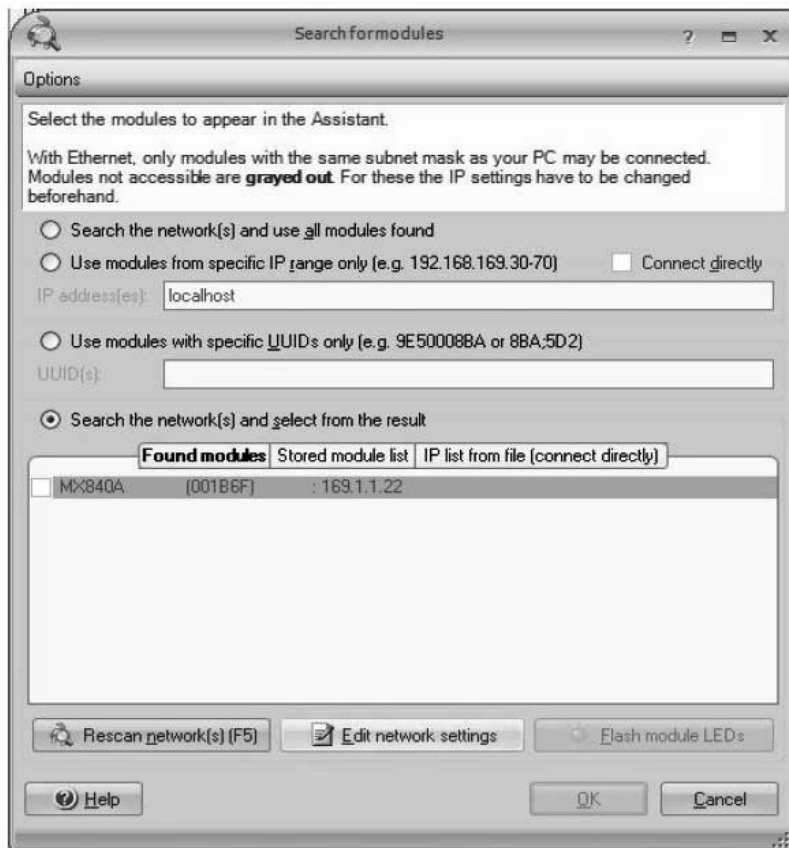 Search for modules
Options
Select the modules to appear in the Assistant.
With Ethernet, only modules with the same subnet mask as your PC may be connected.
Modules not accessible are grayed out. For these the IP settings have to be changed
beforehand.
Search the network(s) and use all modules found
Use modules from specific IP range only (e.g. 192.168.169.30-70) Connect directly
IP address(es): localhost
Use modules with specific UUIDs only (e.g. 9E50008BA or 8BA;5D2)
UUID(s):
Search the network(s) and select from the result
Found modules Stored module list IP list from file (connect directly)
MX840A (001B6F) : 169.1.1.22
Rescan network(s) (F5) Edit network settings Flash module LEDs
Help OK Cancel